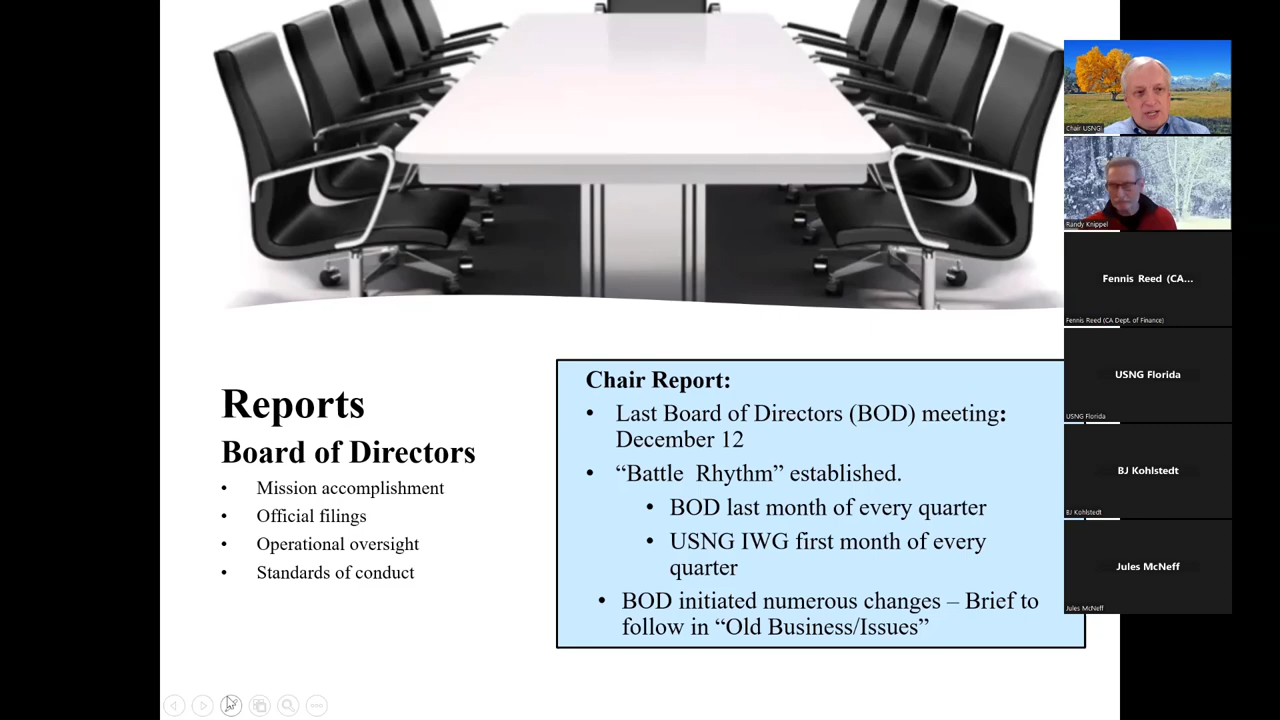 Reports
Board of Directors
• Mission accomplishment
• Official filings
• Operational oversight
• Standards of conduct
Chair Report:
• Last Board of Directors (BOD) meeting:
December 12
• “Battle Rhythm” established.
• BOD last month of every quarter
• USNG IWG first month of every
quarter
• BOD initiated numerous changes – Brief to
follow in “Old Business/Issues”
Chair USNGI
Randy Knippel
Fennis Reed (CA...
Fennis Reed (CA Dept. of Finance)
USNG Florida
USNG Florida
BJ Kohlstedt
BJ Kohlstedt
Jules McNeff
Jules McNeff